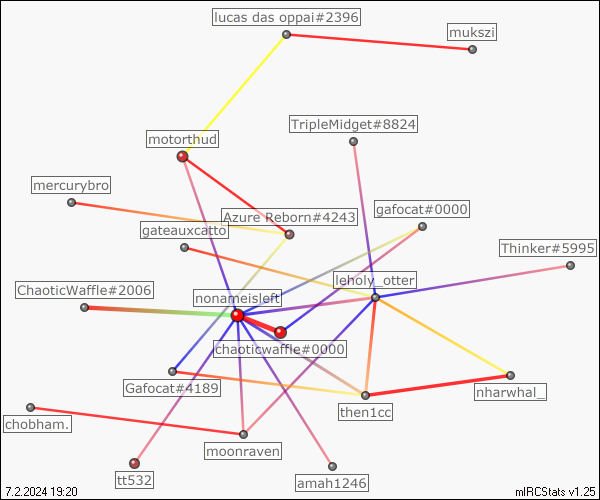 lucas das oppai#2396
mukszi
TripleMidget#8824
motorthud
mercurybro
Azure Reborn#4243
gafocat#0000
gateauxcatto
Thinker#5995
leholy_otter
ChaoticWaffle#2006
nonameisleft
chaoticwaffle#0000
Gafocat#4189
nharwhal_
then1cc
chobham.
moonraven
tt532
amah1246
7.2.2024 19:20
mIRCStats v1.25